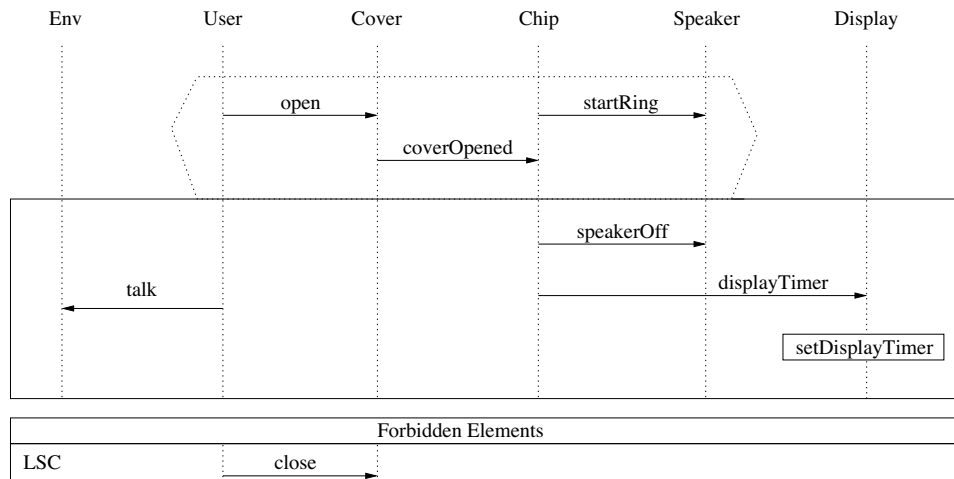 Env User Cover Chip Speaker Display
open startRing
coverOpened
speakerOff
displayTimer
talk
setDisplayTimer
Forbidden Elements
LSC close